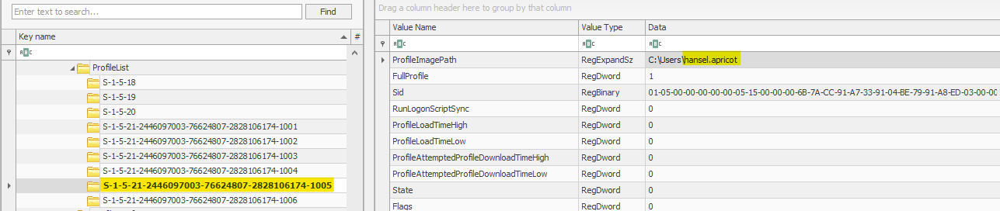 Enter text to search...
Find
Key name
#
ProfileList
S-1-5-18
S-1-5-19
S-1-5-20
S-1-5-21-2446097003-76624807-2828106174-1001
S-1-5-21-2446097003-76624807-2828106174-1002
S-1-5-21-2446097003-76624807-2828106174-1003
S-1-5-21-2446097003-76624807-2828106174-1004
S-1-5-21-2446097003-76624807-2828106174-1005
S-1-5-21-2446097003-76624807-2828106174-1006
Drag a column header here to group by that column
Value Name Value Type Data
ProfileImagePath RegExpandSz C:\Users\hansel.apricot
FullProfile RegDword 1
Sid RegBinary 01-05-00-00-00-00-00-05-15-00-00-00-6B-7A-CC-91-A7-33-91-04-BE-79-91-A8-ED-03-00-00
RunLogonScriptSync RegDword 0
ProfileLoadTimeHigh RegDword 0
ProfileLoadTimeLow RegDword 0
ProfileAttemptedProfileDownloadTimeHigh RegDword 0
ProfileAttemptedProfileDownloadTimeLow RegDword 0
State RegDword 0
Flags RegDword 0